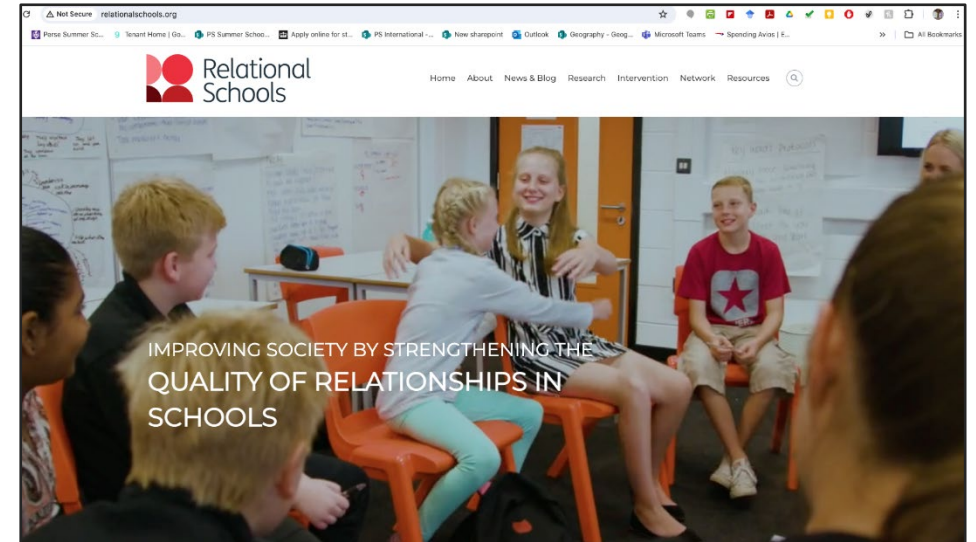 Not Secure relationalschools.org
Perse Summer Sc... Tenant Home | Go... PS Summer Schoo... Apply online for st... PS International -... New sharepoint Outlook Geography - Geog... Microsoft Teams Spending Avios | E... » All Bookmarks
Relational
Schools
Home About News & Blog Research Intervention Network Resources
IMPROVING SOCIETY BY STRENGTHENING THE
QUALITY OF RELATIONSHIPS IN
SCHOOLS